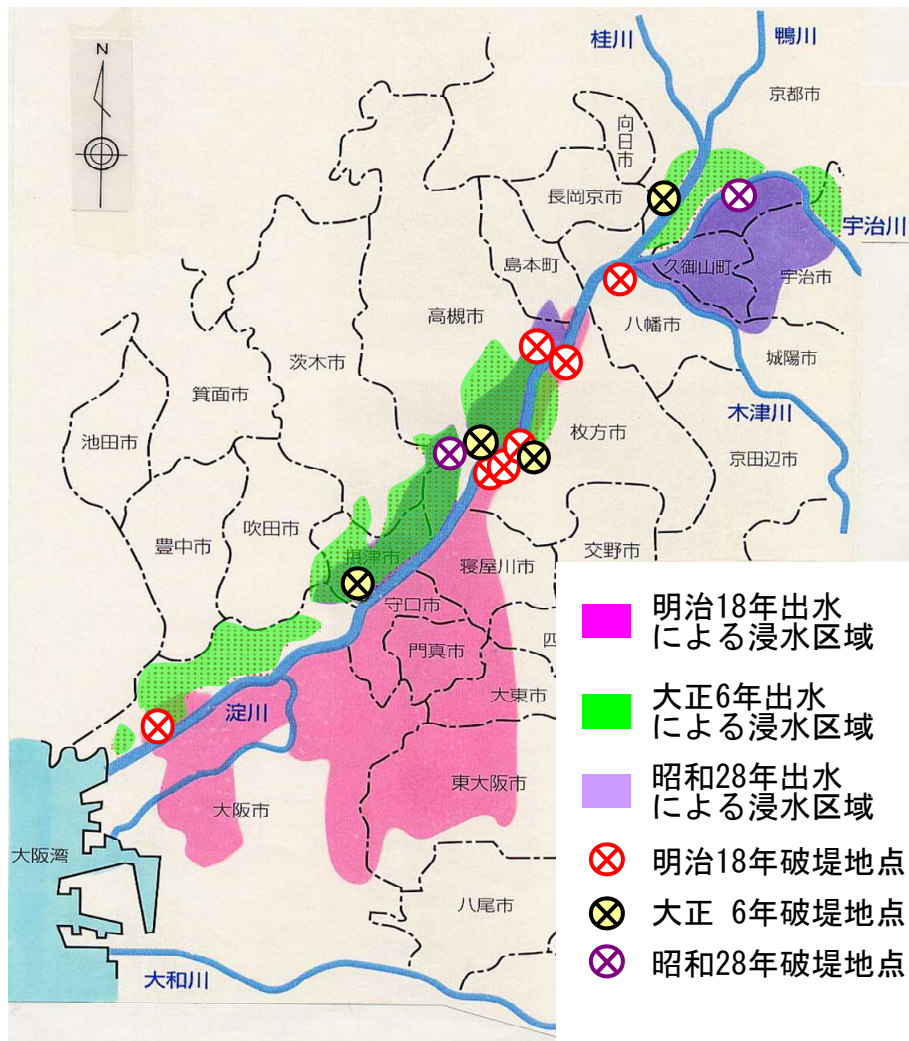 N
桂川
鴨川
京都市
向日市
長岡京市
宇治川
島本町
久御山町
宇治市
高槻市
八幡市
茨木市
城陽市
箕面市
木津川
枚方市
池田市
京田辺市
吹田市
豊中市
摂津市
交野市
寝屋川市
守口市
門真市
四
大東市
淀川
東大阪市
大阪市
大阪湾
八尾市
大和川
明治18年出水
による浸水区域
大正6年出水
による浸水区域
昭和28年出水
による浸水区域
明治18年破堤地点
大正 6年破堤地点
昭和28年破堤地点